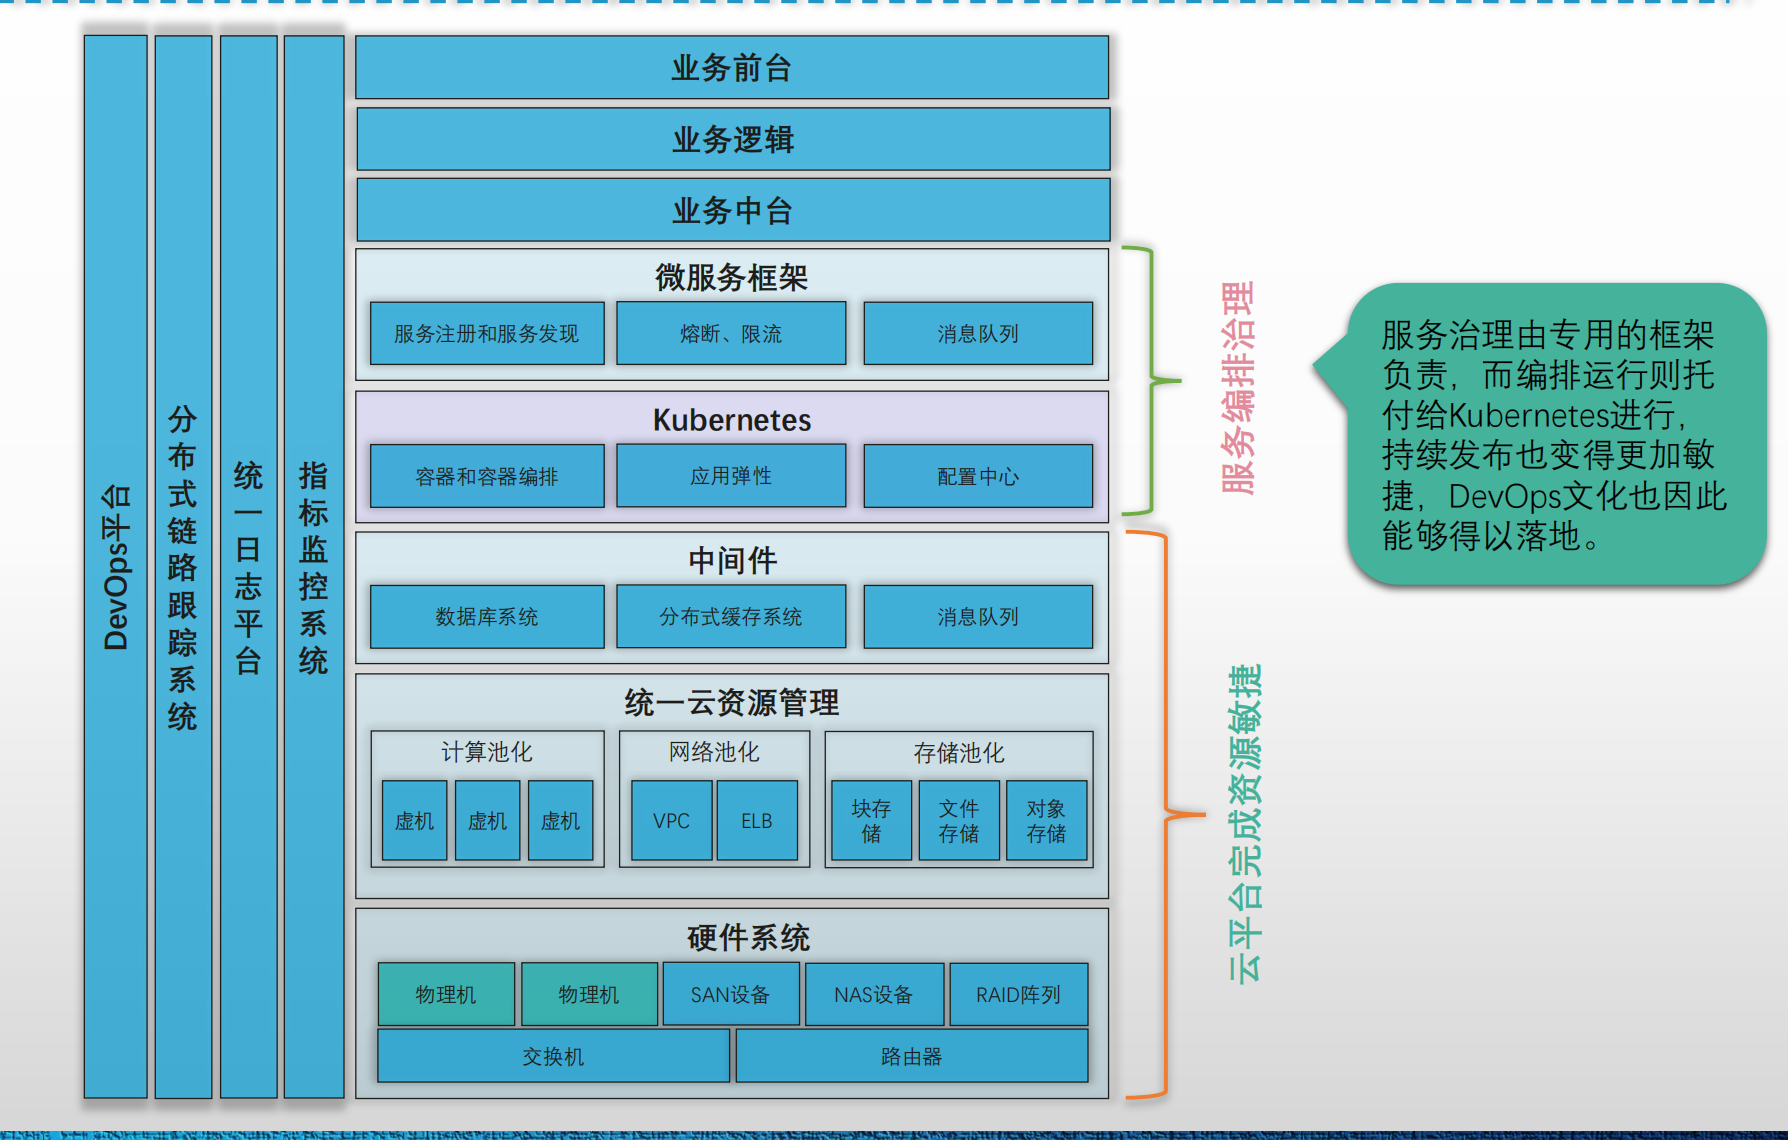 DevOps平台
分布式链路跟踪系统
统一日志平台
指标监控系统
业务前台
业务逻辑
业务中台
微服务框架
服务注册和服务发现
熔断、限流
消息队列
Kubernetes
容器和容器编排
应用弹性
配置中心
中间件
数据库系统
分布式缓存系统
消息队列
统一云资源管理
计算池化
虚机
虚机
虚机
网络池化
VPC
ELB
存储池化
块存
储
文件
存储
对象
存储
硬件系统
物理机
物理机
SAN设备
NAS设备
RAID阵列
交换机
路由器
服务编排治理
云平台完成资源敏捷
服务治理由专用的框架
负责，而编排运行则托
付给Kubernetes进行，
持续发布也变得更加敏
捷，DevOps文化也因此
能够得以落地。